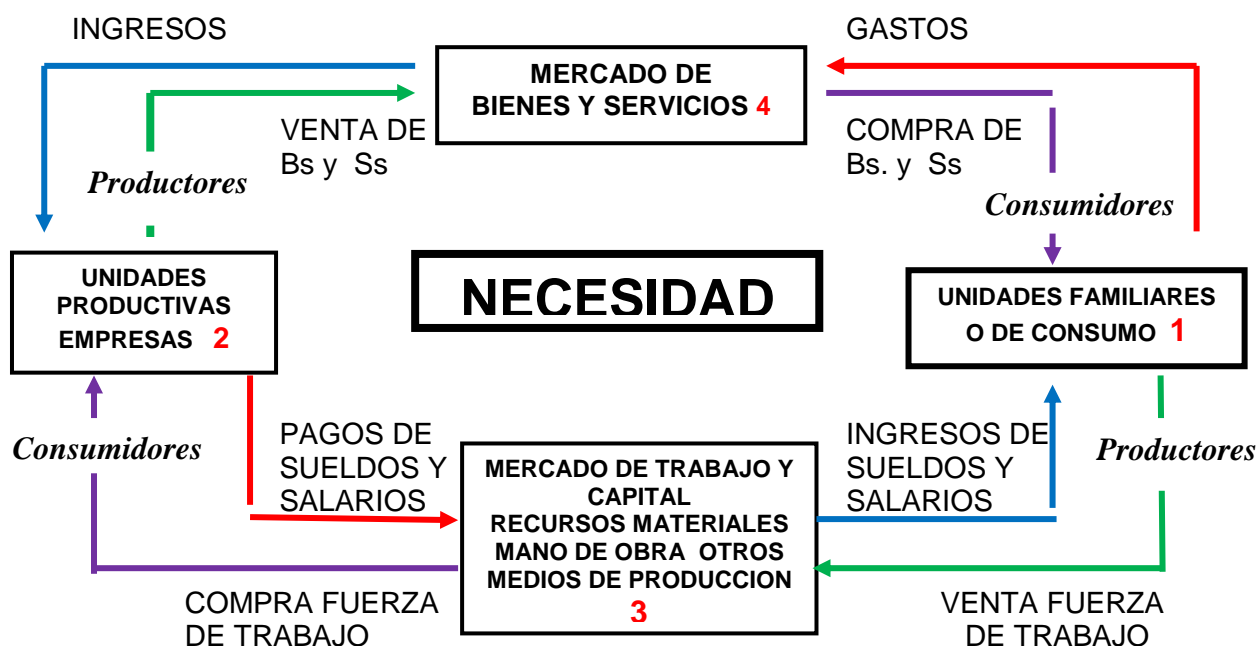 INGRESOS
GASTOS
MERCADO DE
BIENES Y SERVICIOS 4
VENTA DE
Bs y Ss
COMPRA DE
Bs. y Ss
Productores
Consumidores
UNIDADES
PRODUCTIVAS
EMPRESAS 2
NECESIDAD
UNIDADES FAMILIARES
O DE CONSUMO 1
Consumidores
PAGOS DE
SUELDOS Y
SALARIOS
MERCADO DE TRABAJO Y
CAPITAL
RECURSOS MATERIALES
MANO DE OBRA OTROS
MEDIOS DE PRODUCCION
3
INGRESOS DE
SUELDOS Y
SALARIOS
Productores
COMPRA FUERZA
DE TRABAJO
VENTA FUERZA
DE TRABAJO